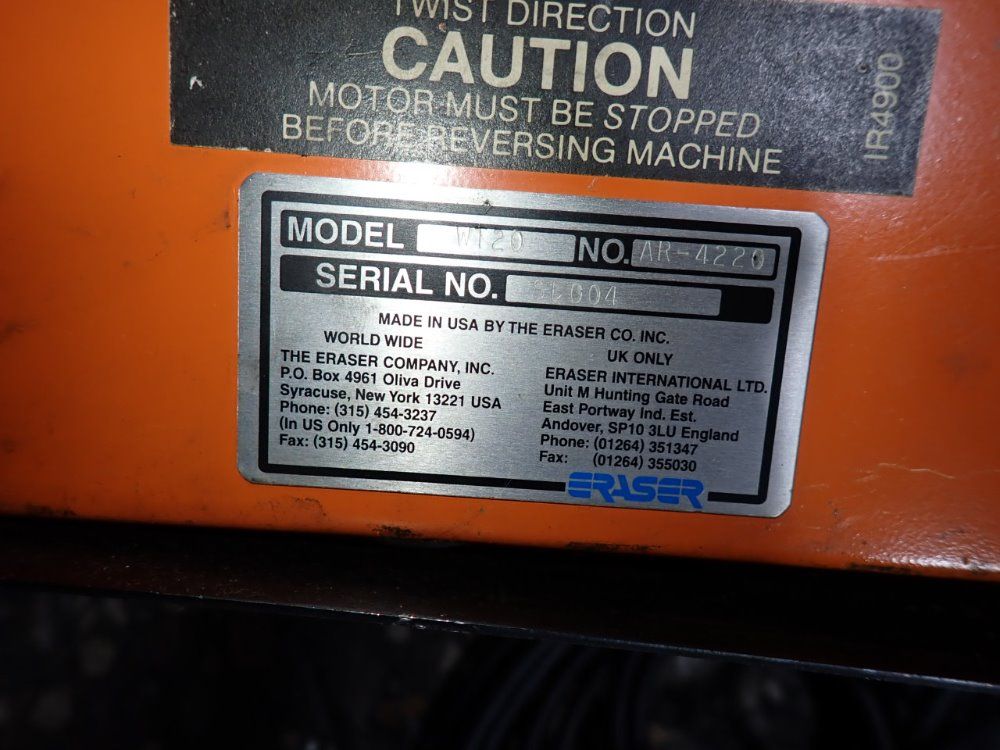 TWIST DIRECTION
CAUTION
MOTOR MUST BE STOPPED
BEFORE REVERSING MACHINE
IR4900
MODEL WT20 NO. AR-4220
SERIAL NO.
MADE IN USA BY THE ERASER CO. INC.
WORLD WIDE
THE ERASER COMPANY, INC.
P.O. Box 4961 Oliva Drive
Syracuse, New York 13221 USA
Phone: (315) 454-3237
(In US Only 1-800-724-0594)
Fax: (315) 454-3090
UK ONLY
ERASER INTERNATIONAL LTD.
Unit M Hunting Gate Road
East Portway Ind. Est.
Andover, SP10 3LU England
Phone: (01264) 351347
Fax: (01264) 355030
ERASER